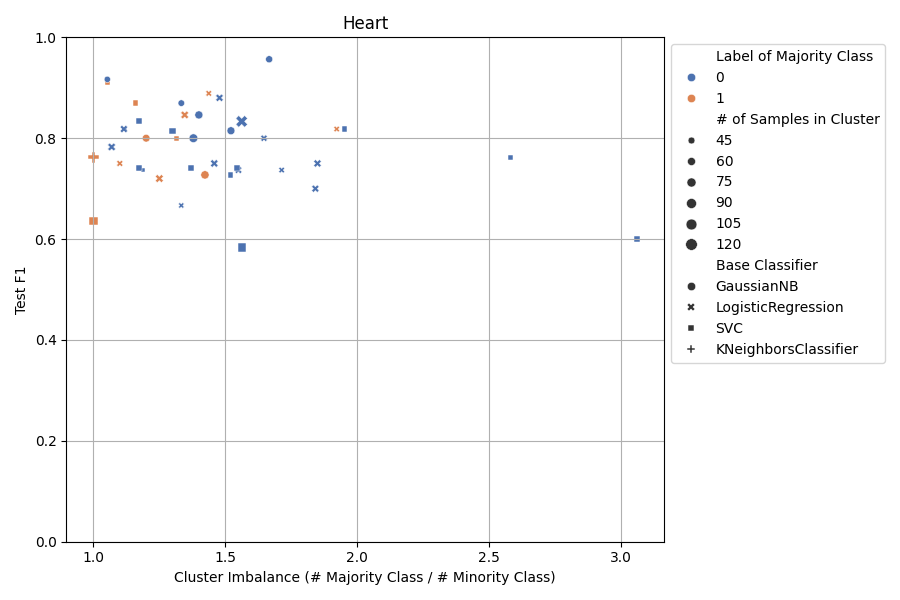 Heart
1.0
0.8
0.6
0.4
0.2
0.0
Test F1
1.0
1.5
2.0
2.5
3.0
Cluster Imbalance (# Majority Class / # Minority Class)
Label of Majority Class
0
1
# of Samples in Cluster
45
60
75
90
105
120
Base Classifier
GaussianNB
LogisticRegression
SVC
KNeighborsClassifier